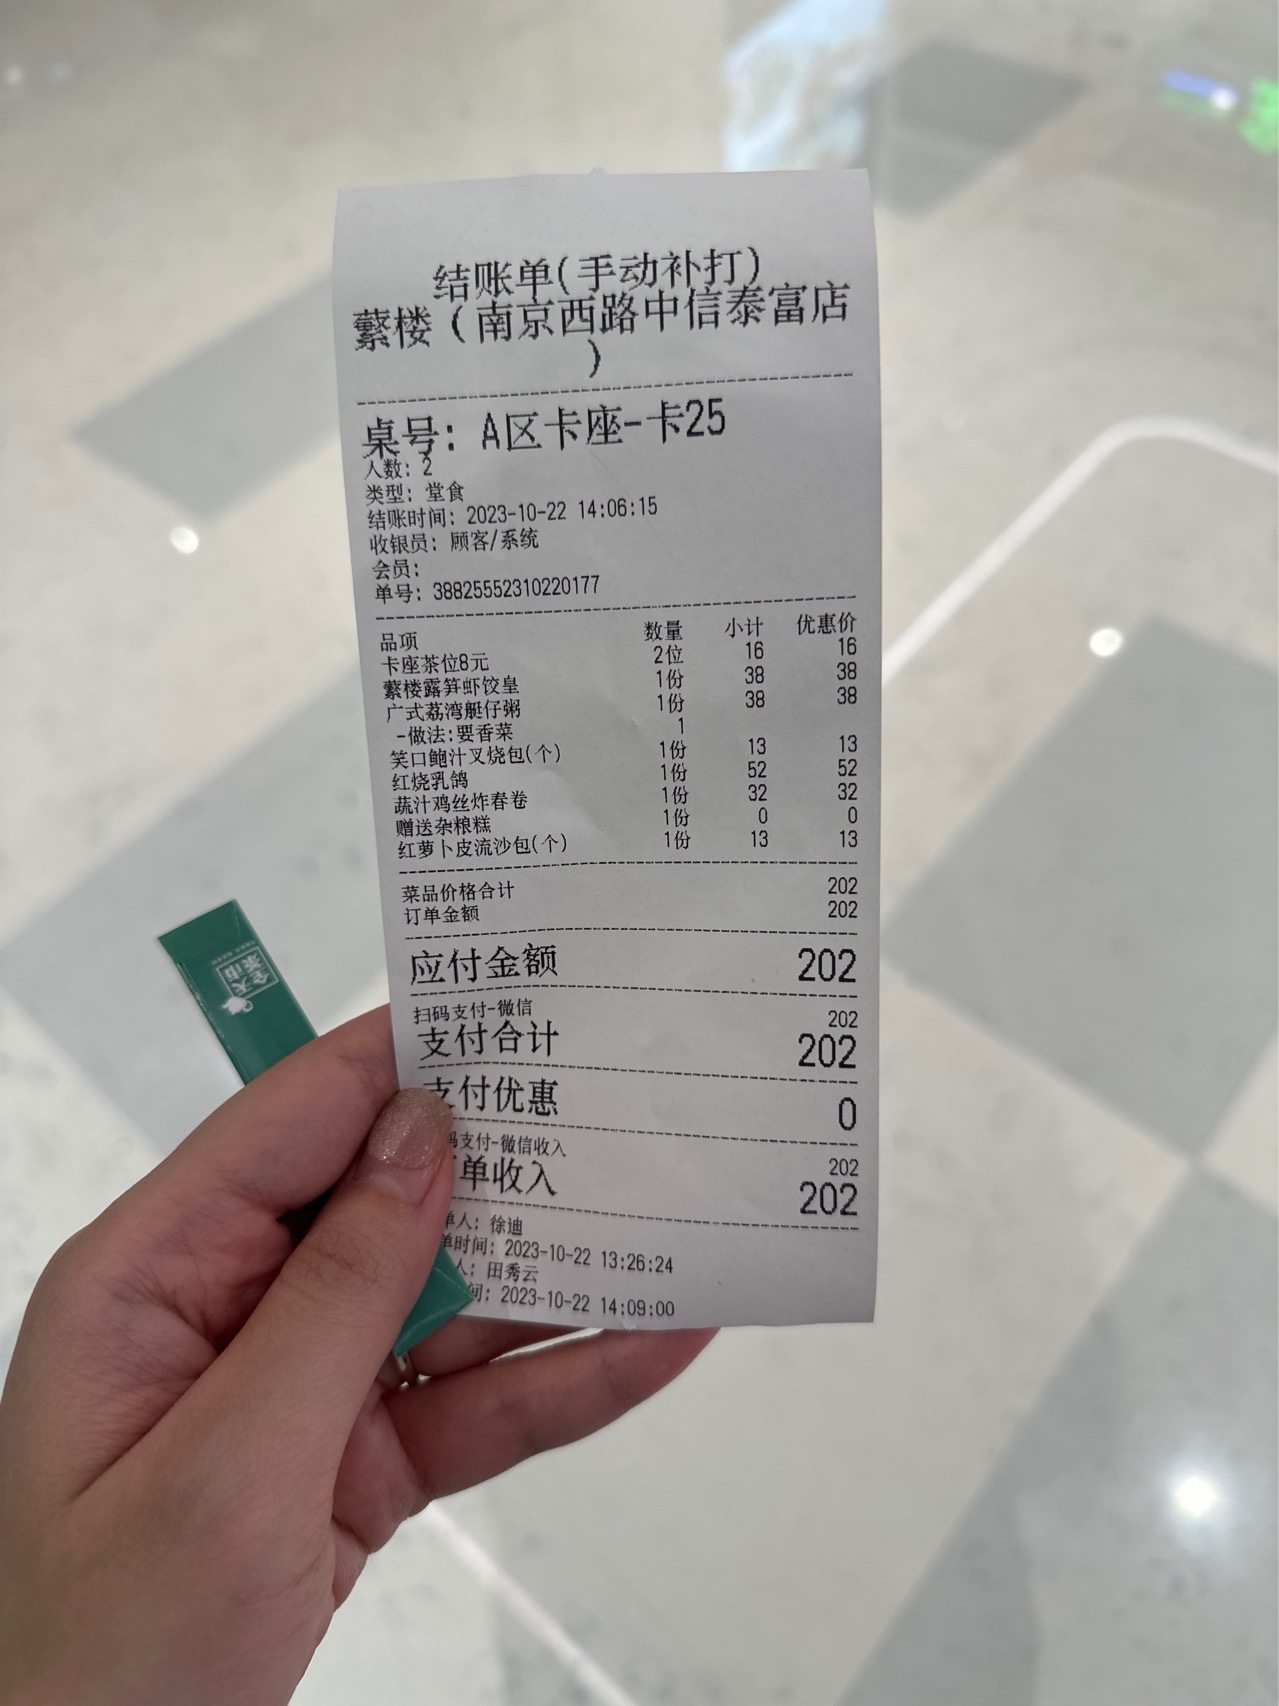 结账单(手动补打)
蘩楼（南京西路中信泰富店
）
桌号: A区卡座-卡25
人数: 2
类型: 堂食
结账时间: 2023-10-22 14:06:15
收银员: 顾客/系统
会员:
单号: 38825552310220177
品项 数量 小计 优惠价
卡座茶位8元 2位 16 16
蘩楼露笋虾饺皇 1份 38 38
广式荔湾艇仔粥 1份 38 38
-做法:要香菜 1
笑口鲍汁叉烧包(个) 1份 13 13
红烧乳鸽 1份 52 52
蔬汁鸡丝炸春卷 1份 32 32
赠送杂粮糕 1份 0 0
红萝卜皮流沙包(个) 1份 13 13
菜品价格合计 202
订单金额 202
应付金额 202
扫码支付-微信 202
支付合计 202
支付优惠 0
码支付-微信收入 202
单收入 202
单人: 徐迪
单时间: 2023-10-22 13:26:24
人: 田秀云
间: 2023-10-22 14:09:00